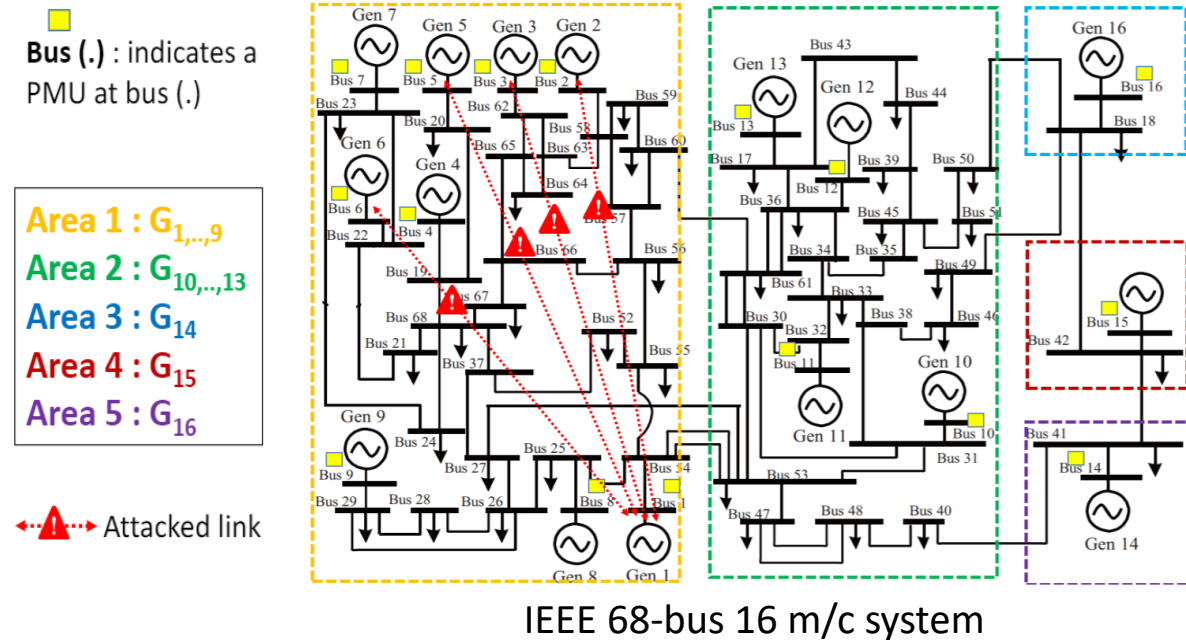 Bus (.) : indicates a
PMU at bus (.)
Area 1 : G1,..,9
Area 2 : G10,..,13
Area 3 : G14
Area 4 : G15
Area 5 : G16
Attacked link
Gen 7
Gen 5
Gen 3
Gen 2
Bus 7
Bus 5
Bus 3
Bus 2
Bus 23
Bus 62
Bus 59
Bus 20
Bus 58
Gen 6
Gen 4
Bus 65
Bus 63
Bus 60
Bus 64
Bus 6
Bus 4
Bus 57
Bus 22
Bus 66
Bus 56
Bus 19
Bus 67
Bus 68
Bus 52
Bus 21
Bus 37
Bus 55
Gen 9
Bus 24
Bus 27
Bus 25
Bus 54
Bus 9
Bus 8
Bus 1
Bus 29
Bus 28
Bus 26
Gen 8
Gen 1
Bus 43
Gen 13
Gen 12
Bus 44
Bus 13
Bus 17
Bus 12
Bus 39
Bus 50
Bus 36
Bus 45
Bus 51
Bus 34
Bus 35
Bus 61
Bus 49
Bus 33
Bus 30
Bus 32
Bus 38
Bus 46
Bus 11
Gen 10
Gen 11
Bus 10
Bus 31
Bus 53
Bus 47
Bus 48
Bus 40
Gen 16
Bus 16
Bus 18
Bus 15
Bus 42
Bus 41
Bus 14
Gen 14
IEEE 68-bus 16 m/c system